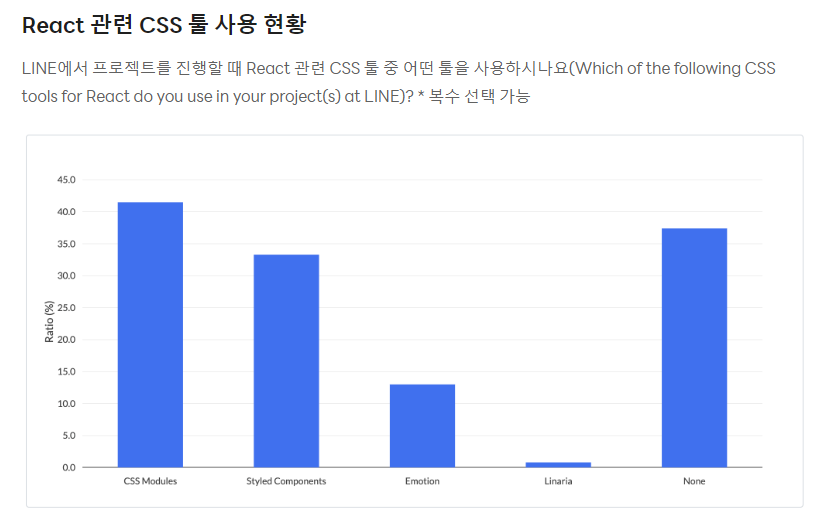 React 관련 CSS 툴 사용 현황
LINE에서 프로젝트를 진행할 때 React 관련 CSS 툴 중 어떤 툴을 사용하시나요(Which of the following CSS
tools for React do you use in your project(s) at LINE)? * 복수 선택 가능
45.0
40.0
35.0
30.0
25.0
20.0
15.0
10.0
5.0
0.0
Ratio (%)
CSS Modules
Styled Components
Emotion
Linaria
None